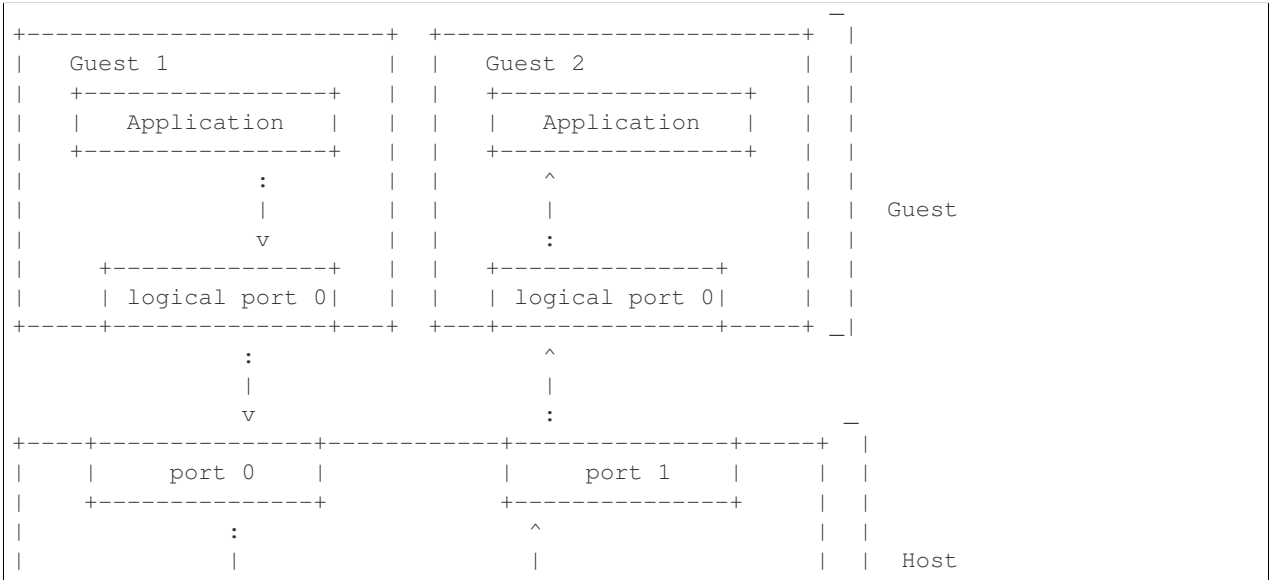 Guest 1 Guest 2
Application Application
Guest
logical port 0 logical port 0
port 0 port 1
Host